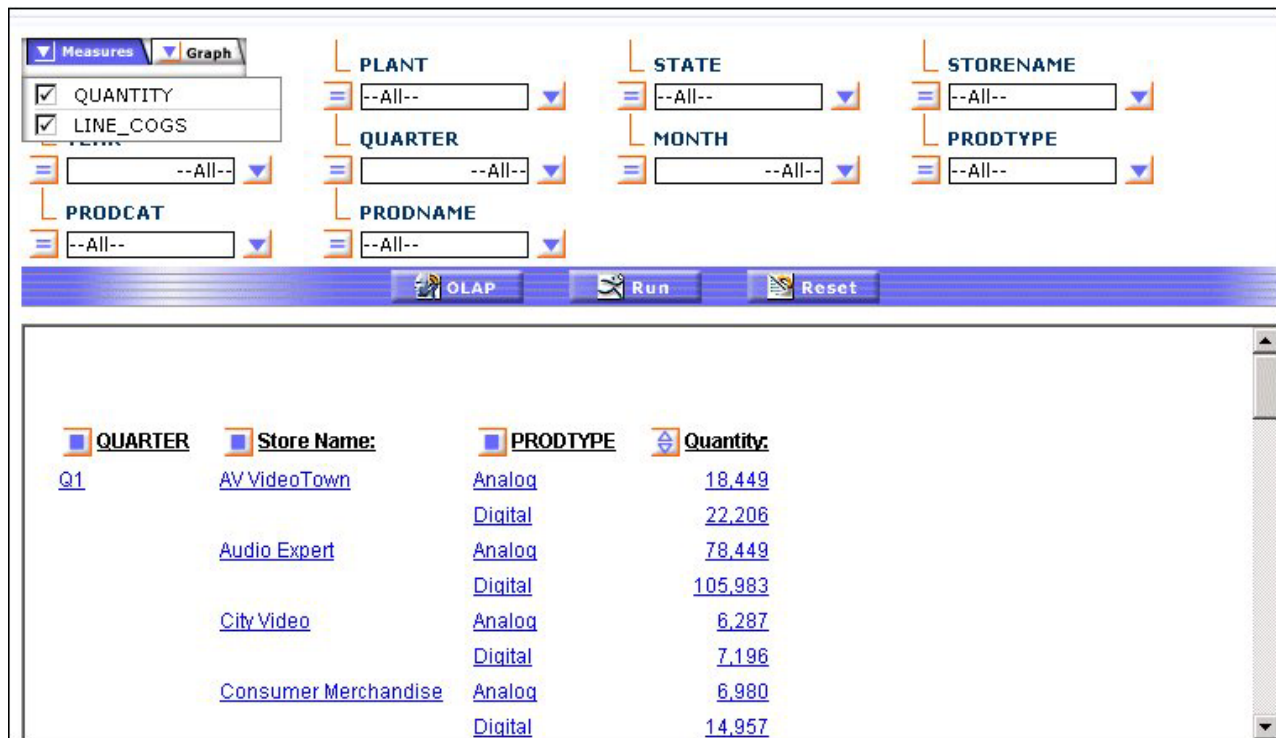 Measures Graph
PLANT STATE STORENAME
QUANTITY --All-- --All-- --All--
LINE_COGS
YEAR QUARTER MONTH PRODTYPE
--All-- --All-- --All-- --All--
PRODCAT PRODNAME
--All-- --All--
OLAP Run Reset
QUARTER Store Name: PRODTYPE Quantity:
Q1 AV VideoTown Analog 18,449
Digital 22,206
Audio Expert Analog 78,449
Digital 105,983
City Video Analog 6,287
Digital 7,196
Consumer Merchandise Analog 6,980
Digital 14,957